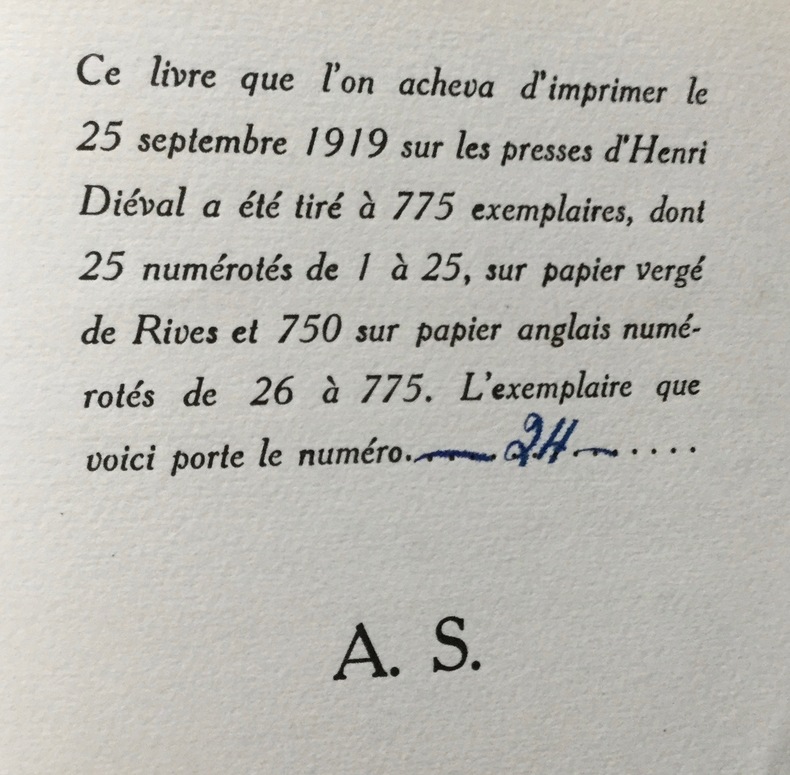 Ce livre que l'on acheva d'imprimer le
25 septembre 1919 sur les presses d'Henri
Diéval a été tiré à 775 exemplaires, dont
25 numérotés de 1 à 25, sur papier vergé
de Rives et 750 sur papier anglais numé-
rotés de 26 à 775. L'exemplaire que
voici porte le numéro. 24 ....
A. S.